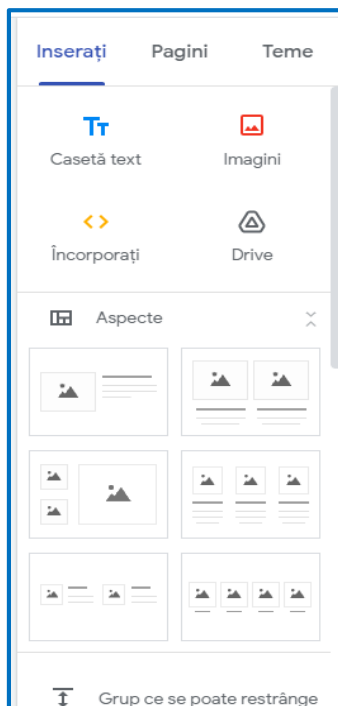 Inserați Pagini Teme
Casetă text Imagini
Încorporați Drive
Aspecte
Grup ce se poate restrânge